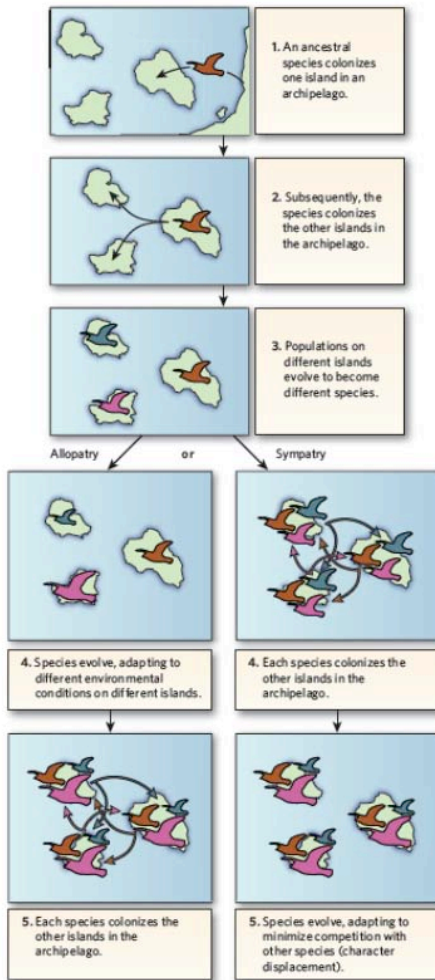 1. An ancestral
species colonizes
one island in an
archipelago.
2. Subsequently, the
species colonizes
the other islands in
the archipelago.
3. Populations on
different islands
evolve to become
different species.
Allopatry or Sympatry
4. Species evolve, adapting to
different environmental
conditions on different islands.
4. Each species colonizes the
other islands in the
archipelago.
5. Each species colonizes the
other islands in the
archipelago.
5. Species evolve, adapting to
minimize competition with
other species (character
displacement).